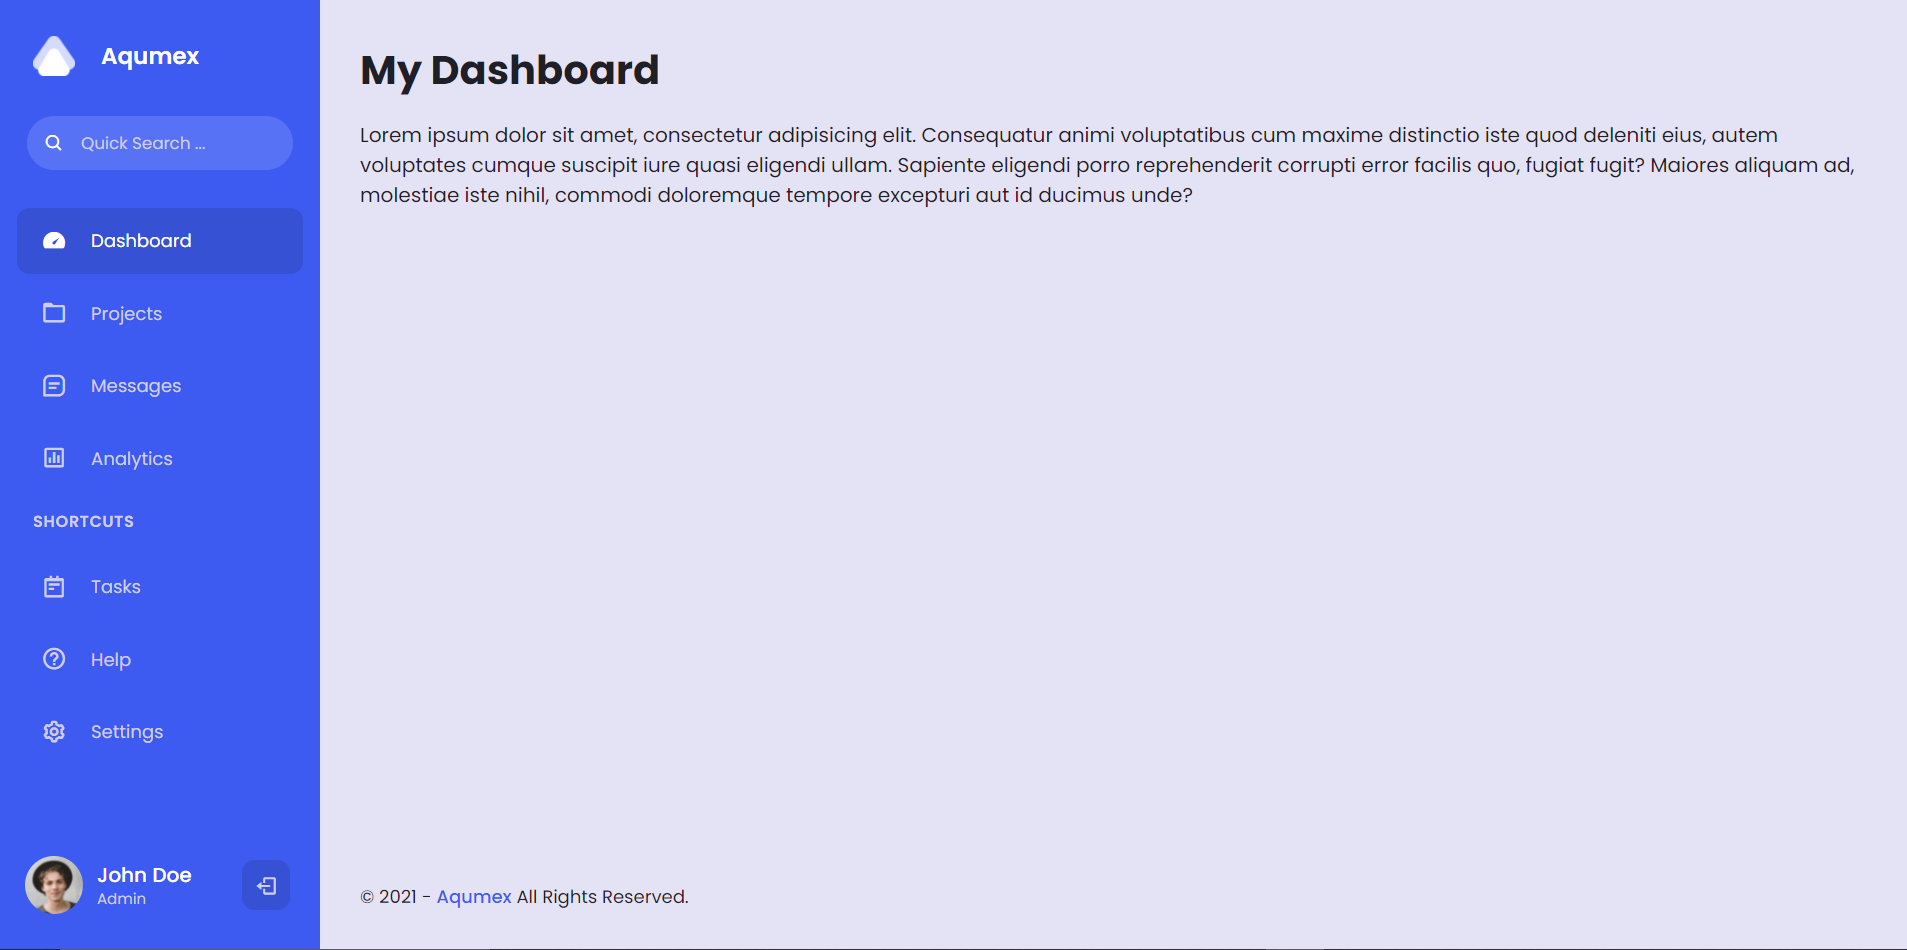 Aqumex
Quick Search ...
Dashboard
Projects
Messages
Analytics
SHORTCUTS
Tasks
Help
Settings
John Doe
Admin
My Dashboard
Lorem ipsum dolor sit amet, consectetur adipisicing elit. Consequatur animi voluptatibus cum maxime distinctio iste quod deleniti eius, autem
voluptates cumque suscipit iure quasi eligendi ullam. Sapiente eligendi porro reprehenderit corrupti error facilis quo, fugiat fugit? Maiores aliquam ad,
molestiae iste nihil, commodi doloremque tempore excepturi aut id ducimus unde?
© 2021 - Aqumex All Rights Reserved.